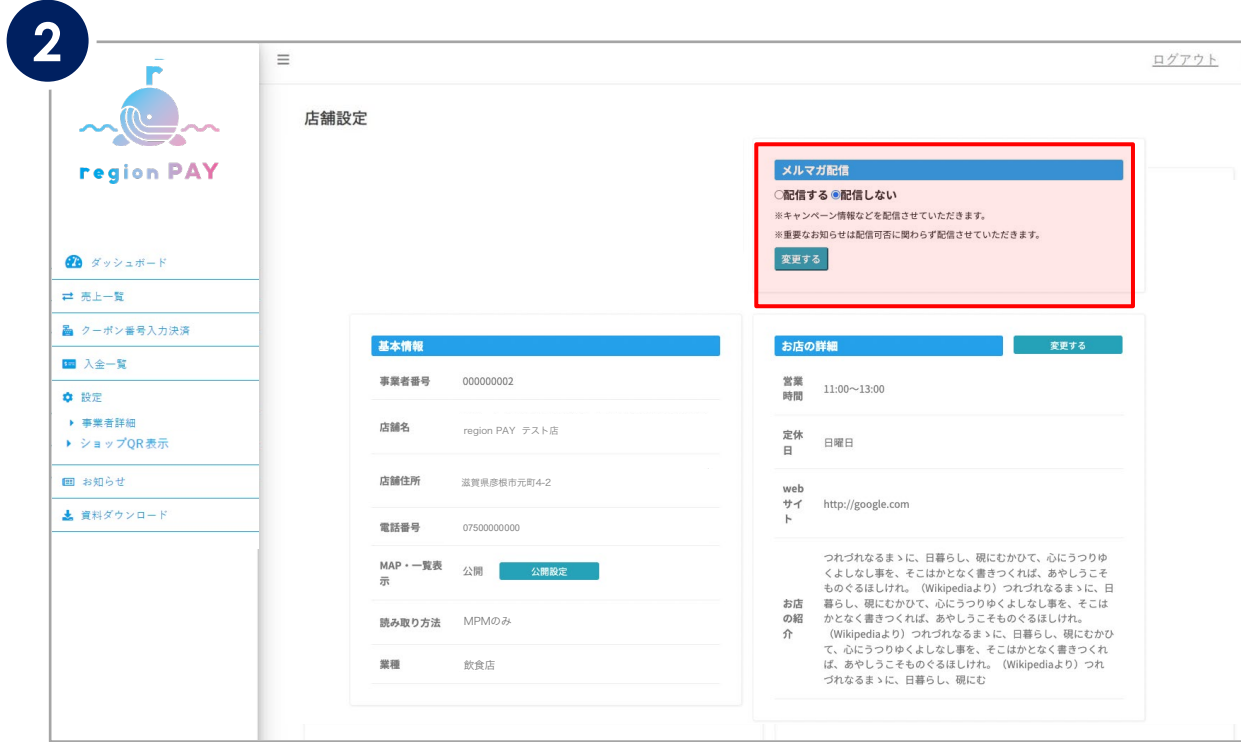 2
ログアウト
r
region PAY
店舗設定
メルマガ配信
配信する 配信しない
※キャンペーン情報などを配信させていただきます。
※重要なお知らせは配信可否に関わらず配信させていただきます。
変更する
ダッシュボード
売上一覧
クーポン番号入力決済
入金一覧
設定
事業者詳細
ショップQR表示
お知らせ
資料ダウンロード
基本情報
事業者番号 000000002
店舗名 region PAY テスト店
店舗住所 滋賀県彦根市元町4-2
電話番号 07500000000
MAP・一覧表
示
公開 公開設定
読み取り方法 MPMのみ
業種 飲食店
お店の詳細 変更する
営業
時間
11:00〜13:00
定休
日
日曜日
web
サイ
ト
http://google.com
お店
の紹
介
つれづれなるまゝに、日暮らし、硯にむかひて、心にうつりゆ
くよしなし事を、そこはかとなく書きつくれば、あやしうこそ
ものぐるほしけれ。（Wikipediaより）つれづれなるまゝに、日
暮らし、硯にむかひて、心にうつりゆくよしなし事を、そこは
かとなく書きつくれば、あやしうこそものぐるほしけれ。
（Wikipediaより）つれづれなるまゝに、日暮らし、硯にむかひ
て、心にうつりゆくよしなし事を、そこはかとなく書きつくれ
ば、あやしうこそものぐるほしけれ。（Wikipediaより）つれ
づれなるまゝに、日暮らし、硯にむ